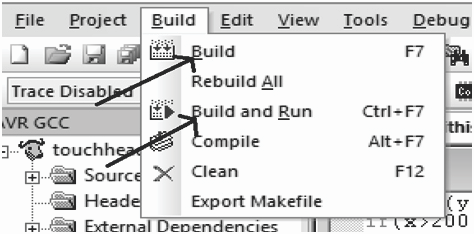 File Project Build Edit View Tools Debug
Build F7
Rebuild All
Trace Disabled
Build and Run Ctrl+F7
AVR GCC
Compile Alt+F7
touchhea
Clean F12
Source
Export Makefile
Heade
External Dependencies
if(x>200